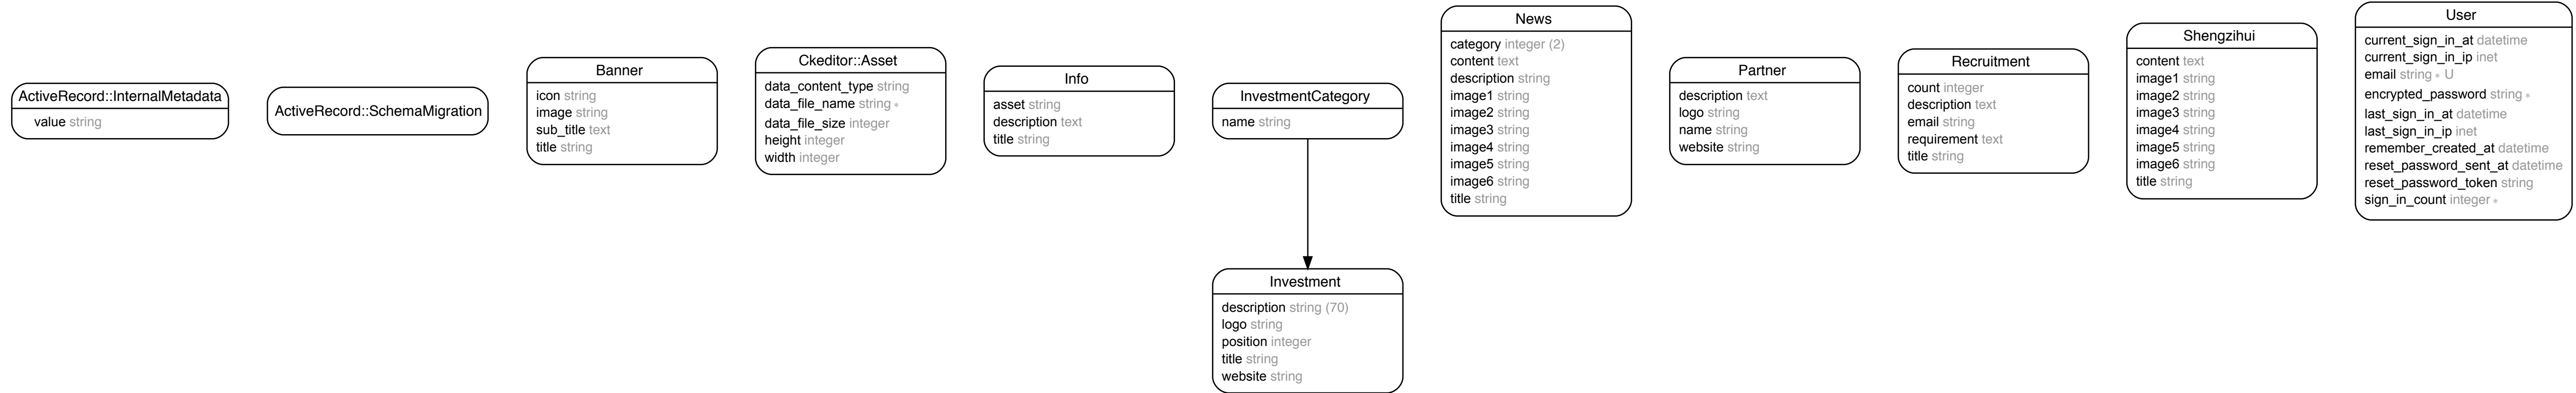 ActiveRecord::InternalMetadata
value string
ActiveRecord::SchemaMigration
Banner
icon string
image string
sub_title text
title string
Ckeditor::Asset
data_content_type string
data_file_name string *
data_file_size integer
height integer
width integer
Info
asset string
description text
title string
InvestmentCategory
name string
Investment
description string (70)
logo string
position integer
title string
website string
News
category integer (2)
content text
description string
image1 string
image2 string
image3 string
image4 string
image5 string
image6 string
title string
Partner
description text
logo string
name string
website string
Recruitment
count integer
description text
email string
requirement text
title string
Shengzihui
content text
image1 string
image2 string
image3 string
image4 string
image5 string
image6 string
title string
User
current_sign_in_at datetime
current_sign_in_ip inet
email string * U
encrypted_password string *
last_sign_in_at datetime
last_sign_in_ip inet
remember_created_at datetime
reset_password_sent_at datetime
reset_password_token string
sign_in_count integer *